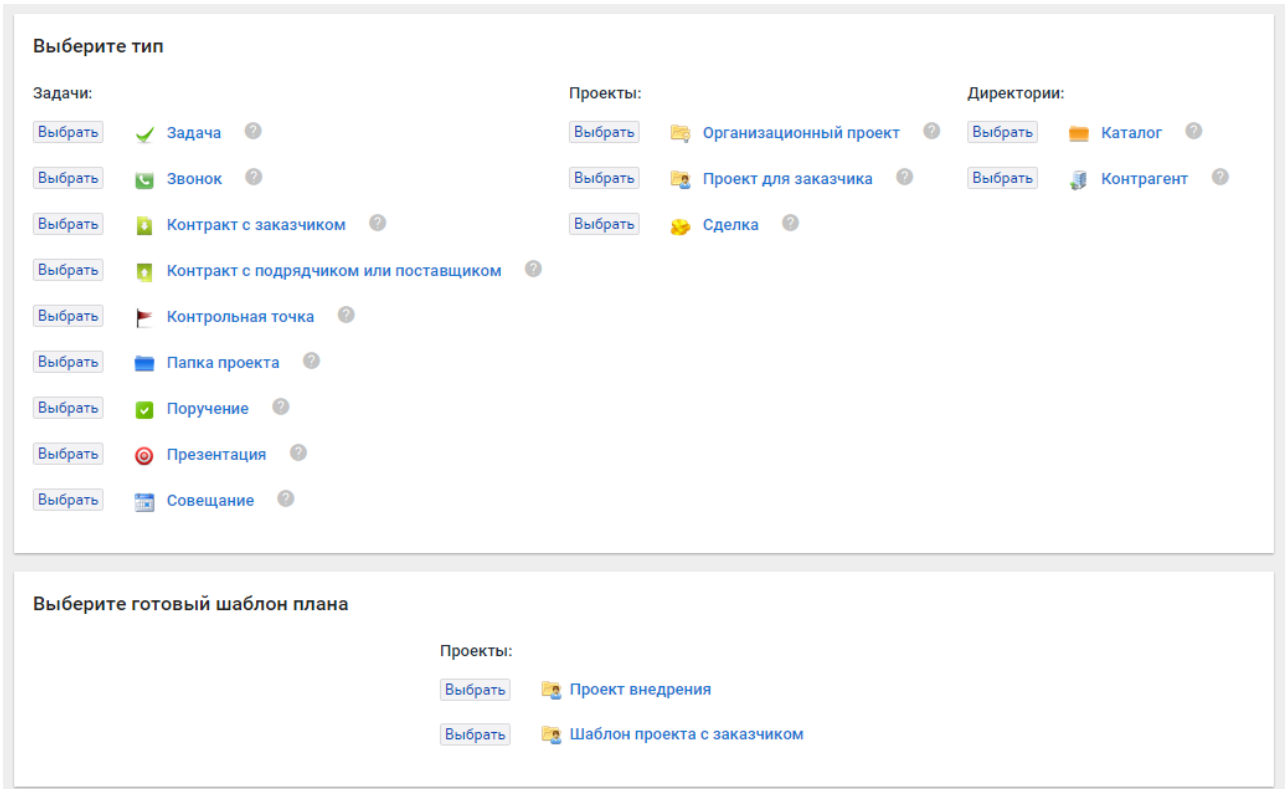 Выберите тип
Задачи: Проекты: Директории:
Выбрать Задача ? Выбрать Организационный проект ? Выбрать Каталог ?
Выбрать Звонок ? Выбрать Проект для заказчика ? Выбрать Контрагент ?
Выбрать Контракт с заказчиком ? Выбрать Сделка ?
Выбрать Контракт с подрядчиком или поставщиком ?
Выбрать Контрольная точка ?
Выбрать Папка проекта ?
Выбрать Поручение ?
Выбрать Презентация ?
Выбрать Совещание ?
Выберите готовый шаблон плана
Проекты:
Выбрать Проект внедрения
Выбрать Шаблон проекта с заказчиком